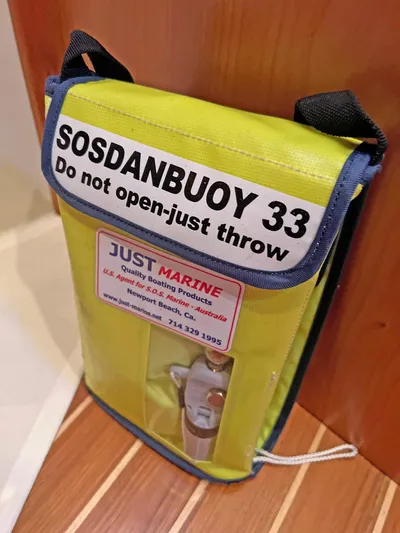 SOSDANBUOY 33
Do not open-just throw
JUST MARINE
Quality Boating Products
U.S. Agent for S.O.S. Marine - Australia
Newport Beach, Ca.
www.just-marine.net 714 329 1995